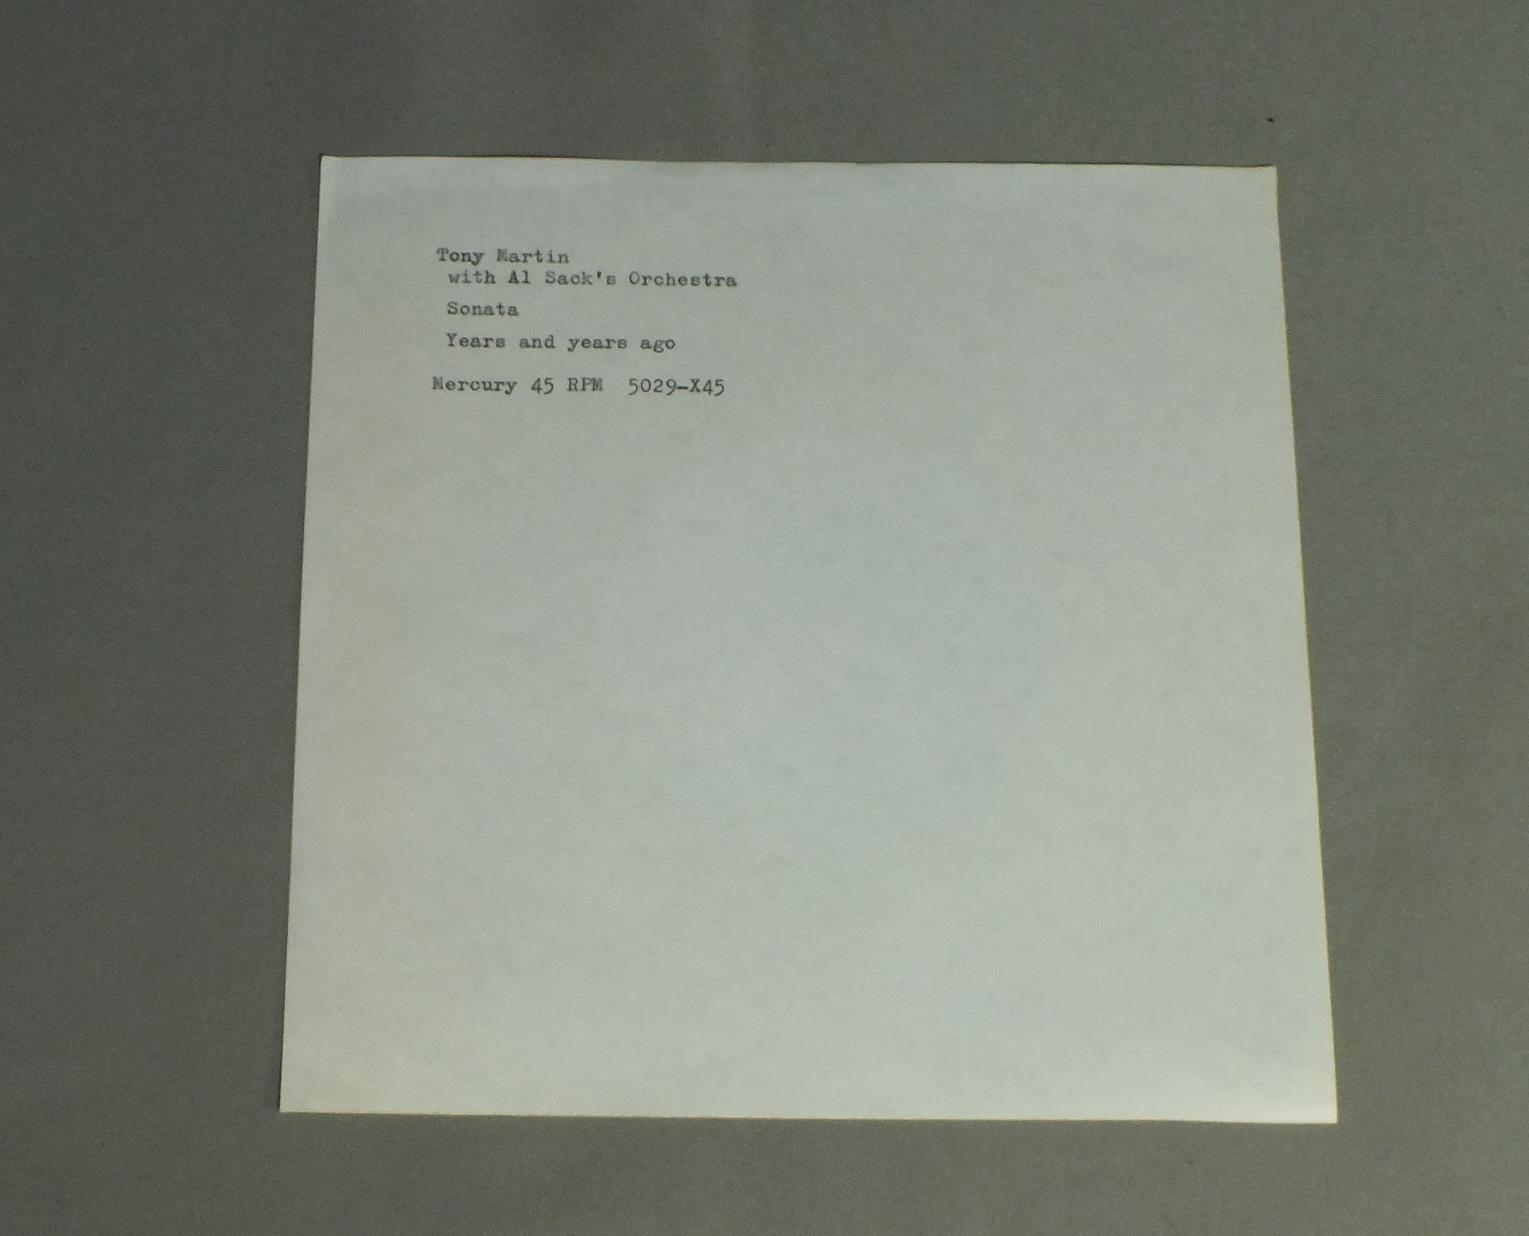 Tony Martin
with Al Sack's Orchestra
Sonata
Years and years ago
Mercury 45 RPM 5029-X45